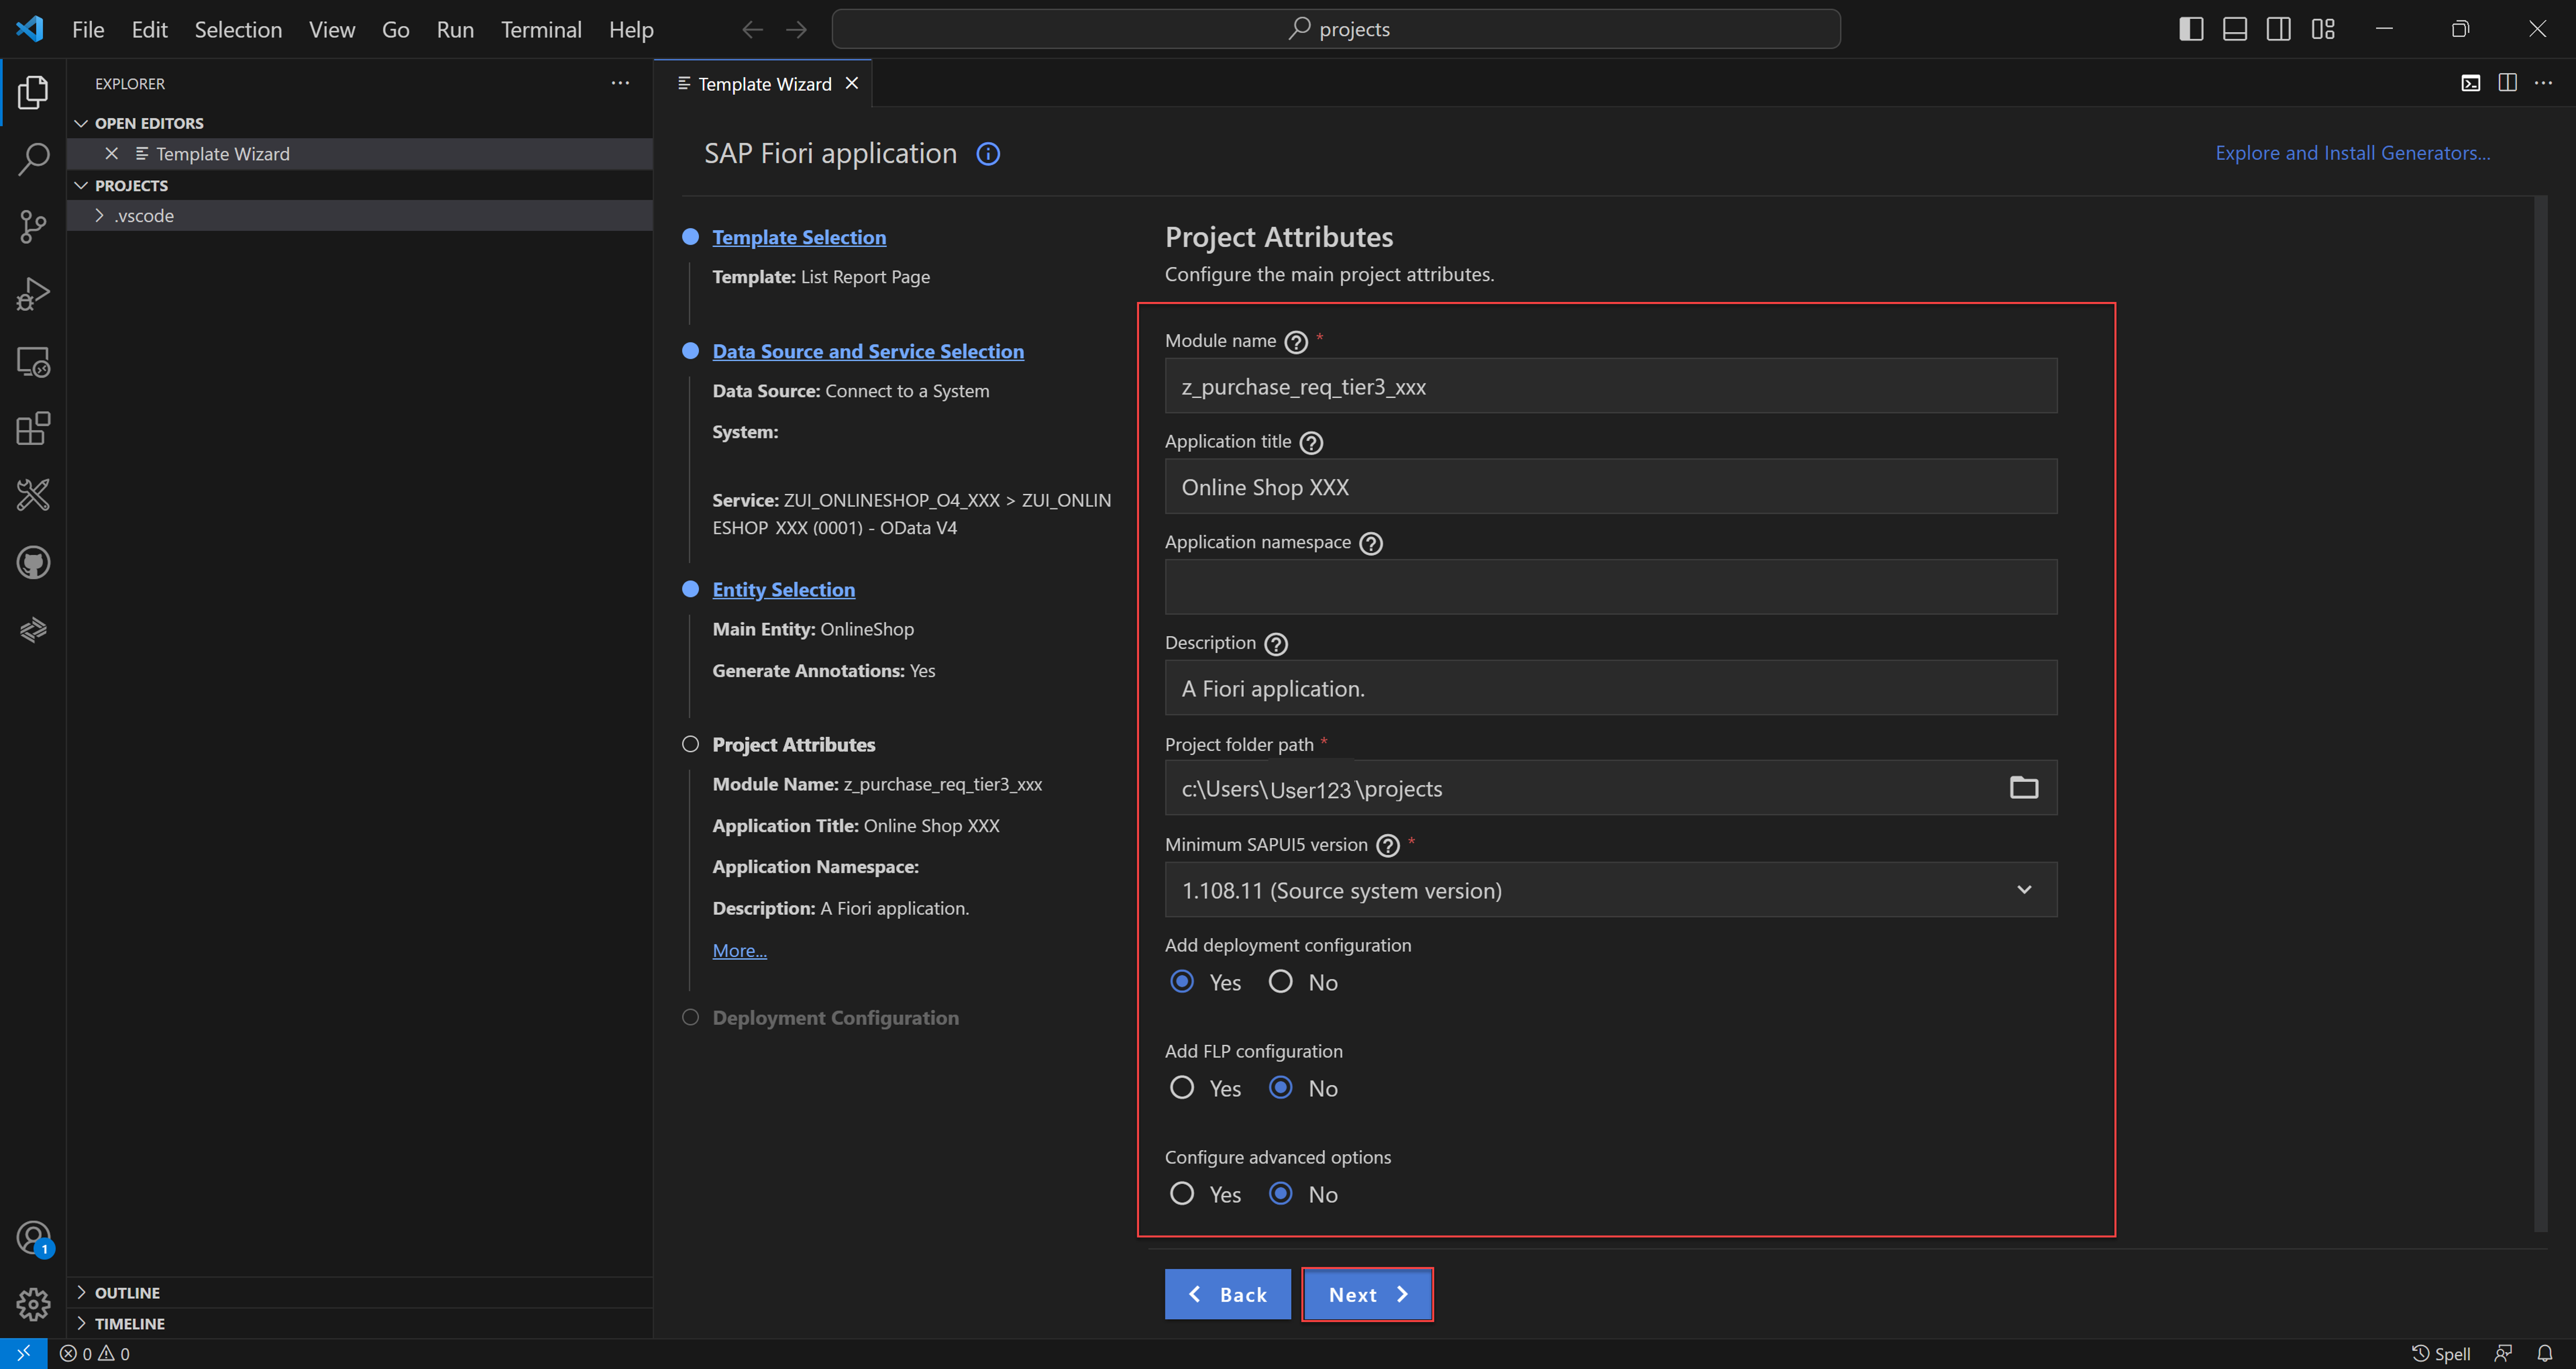 File Edit Selection View Go Run Terminal Help
projects
EXPLORER
OPEN EDITORS
Template Wizard
PROJECTS
.vscode
OUTLINE
TIMELINE
Template Wizard
SAP Fiori application
Explore and Install Generators...
Template Selection
Template: List Report Page
Data Source and Service Selection
Data Source: Connect to a System
System:
Service: ZUI_ONLINESHOP_O4_XXX > ZUI_ONLIN
ESHOP_XXX (0001) - OData V4
Entity Selection
Main Entity: OnlineShop
Generate Annotations: Yes
Project Attributes
Module Name: z_purchase_req_tier3_xxx
Application Title: Online Shop XXX
Application Namespace:
Description: A Fiori application.
More...
Deployment Configuration
Project Attributes
Configure the main project attributes.
Module name *
z_purchase_req_tier3_xxx
Application title
Online Shop XXX
Application namespace
Description
A Fiori application.
Project folder path *
c:\Users\User123\projects
Minimum SAPUI5 version *
1.108.11 (Source system version)
Add deployment configuration
Yes No
Add FLP configuration
Yes No
Configure advanced options
Yes No
Back Next
1
0 0
Spell